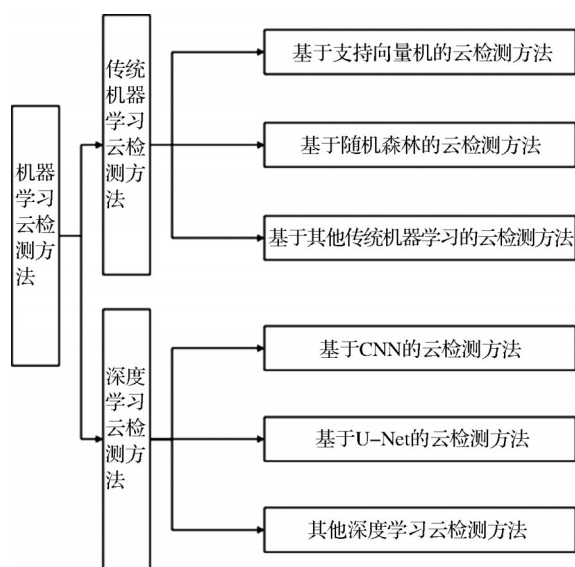 机器
学习
云检
测方
法
传统
机器
学习
云检
测方
法
基于支持向量机的云检测方法
基于随机森林的云检测方法
基于其他传统机器学习的云检测方法
深度
学习
云检
测方
法
基于CNN的云检测方法
基于U-Net的云检测方法
其他深度学习云检测方法